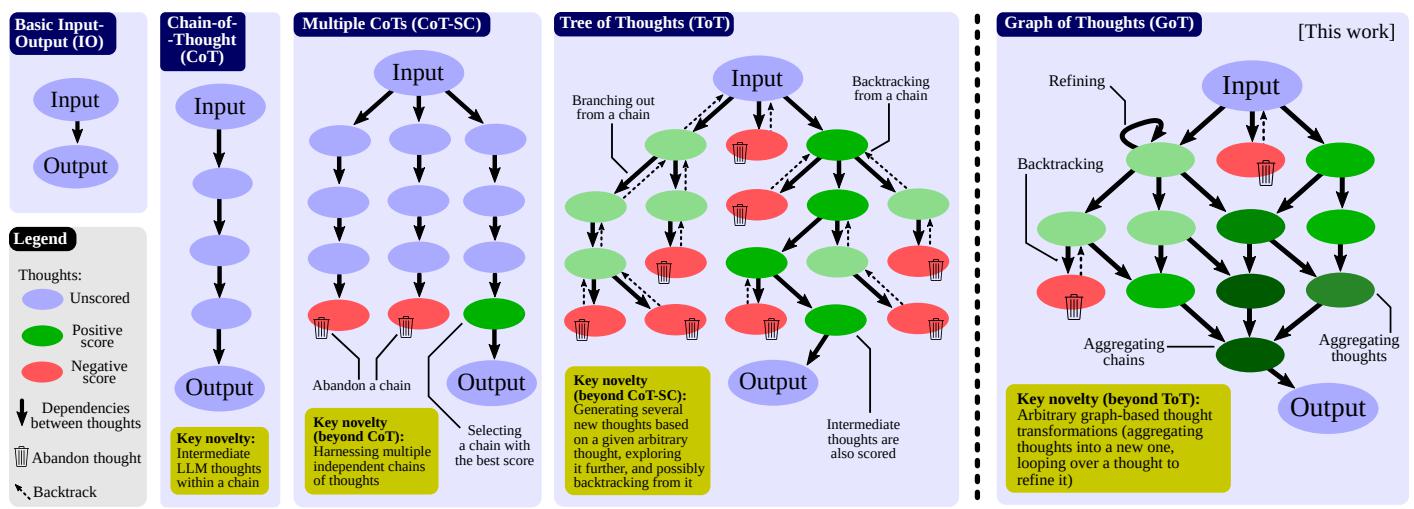 Basic Input-
Output (IO)
Input
Output
Legend
Thoughts:
Unscored
Positive
score
Negative
score
Dependencies
between thoughts
Abandon thought
Backtrack
Chain-of-
-Thought
(CoT)
Input
Output
Key novelty:
Intermediate
LLM thoughts
within a chain
Multiple CoTs (CoT-SC)
Input
Abandon a chain
Output
Key novelty
(beyond CoT):
Harnessing multiple
independent chains
of thoughts
Selecting
a chain with
the best score
Tree of Thoughts (ToT)
Input
Branching out
from a chain
Backtracking
from a chain
Output
Key novelty
(beyond CoT-SC):
Generating several
new thoughts based
on a given arbitrary
thought, exploring
it further, and possibly
backtracking from it
Intermediate
thoughts are
also scored
Graph of Thoughts (GoT)
[This work]
Refining
Input
Backtracking
Aggregating
chains
Aggregating
thoughts
Output
Key novelty (beyond ToT):
Arbitrary graph-based thought
transformations (aggregating
thoughts into a new one,
looping over a thought to
refine it)